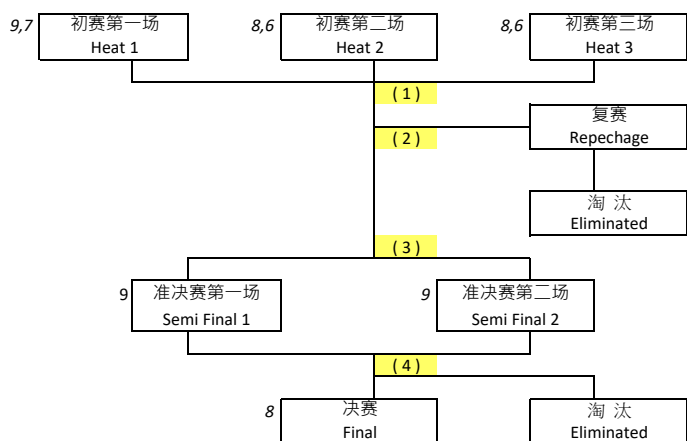 9,7
初赛第一场
Heat 1
8,6
初赛第二场
Heat 2
8,6
初赛第三场
Heat 3
( 1 )
( 2 )
复赛
Repechage
淘 汰
Eliminated
( 3 )
9
准决赛第一场
Semi Final 1
9
准决赛第二场
Semi Final 2
( 4 )
8
决赛
Final
淘 汰
Eliminated